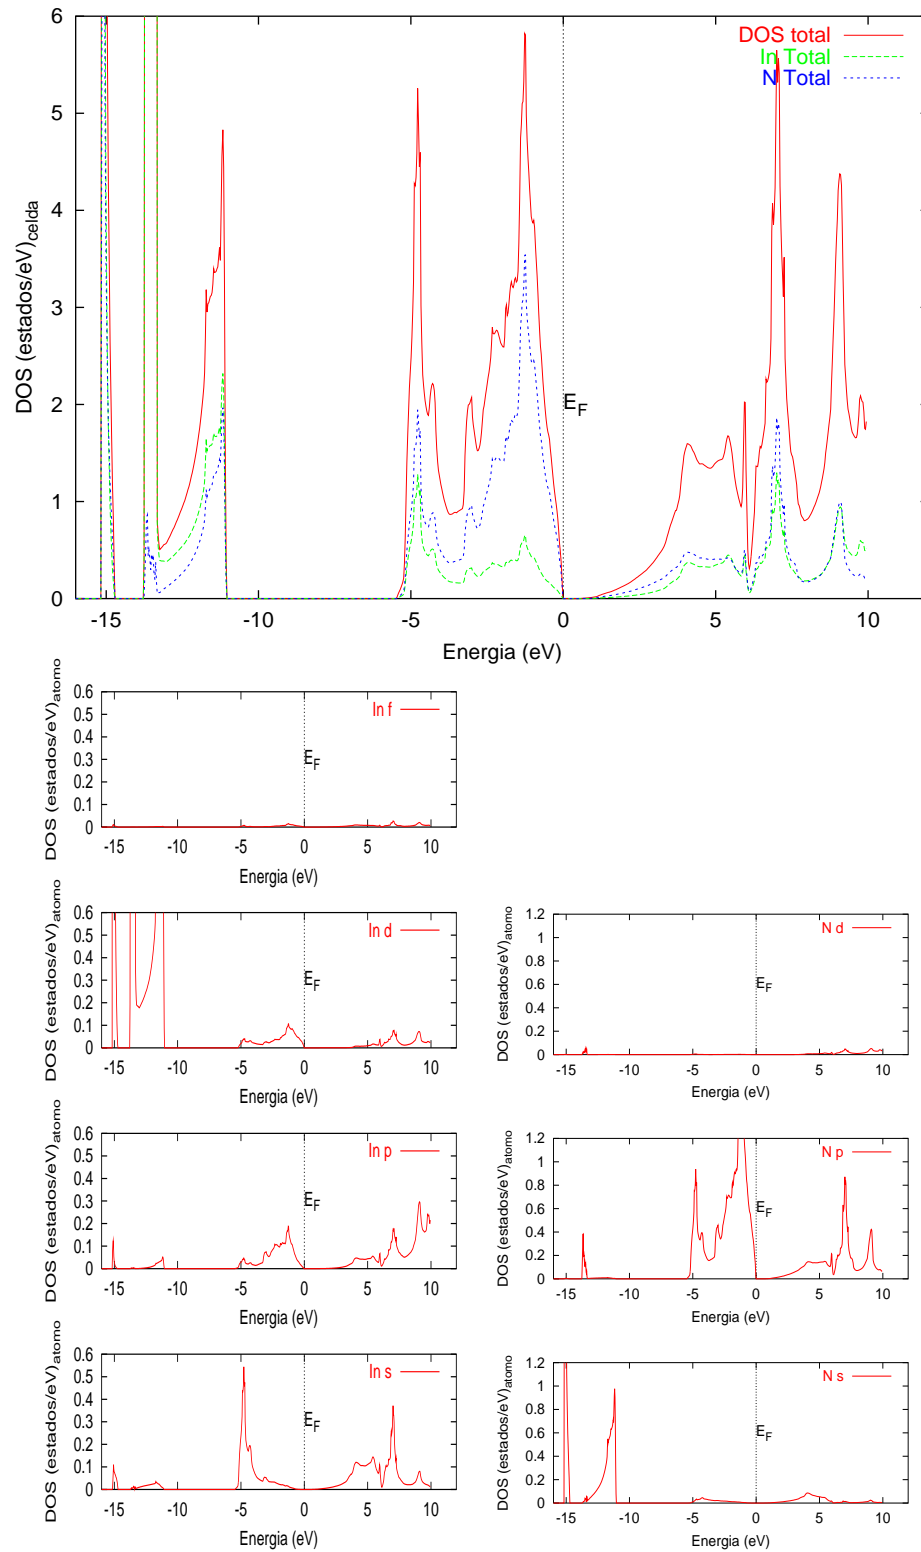 6
5
4
3
2
1
0
DOS (estados/eV)celda
DOS total
In Total
N Total
EF
-15 -10 -5 0 5 10
Energia (eV)
0.6
0.5
0.4
0.3
0.2
0.1
0
DOS (estados/eV)atomo
In f
EF
-15 -10 -5 0 5 10
Energia (eV)
0.6
0.5
0.4
0.3
0.2
0.1
0
DOS (estados/eV)atomo
In d
EF
-15 -10 -5 0 5 10
Energia (eV)
1.2
1
0.8
0.6
0.4
0.2
0
DOS (estados/eV)atomo
N d
EF
-15 -10 -5 0 5 10
Energia (eV)
0.6
0.5
0.4
0.3
0.2
0.1
0
DOS (estados/eV)atomo
In p
EF
-15 -10 -5 0 5 10
Energia (eV)
1.2
1
0.8
0.6
0.4
0.2
0
DOS (estados/eV)atomo
N p
EF
-15 -10 -5 0 5 10
Energia (eV)
0.6
0.5
0.4
0.3
0.2
0.1
0
DOS (estados/eV)atomo
In s
EF
-15 -10 -5 0 5 10
Energia (eV)
1.2
1
0.8
0.6
0.4
0.2
0
DOS (estados/eV)atomo
N s
EF
-15 -10 -5 0 5 10
Energia (eV)